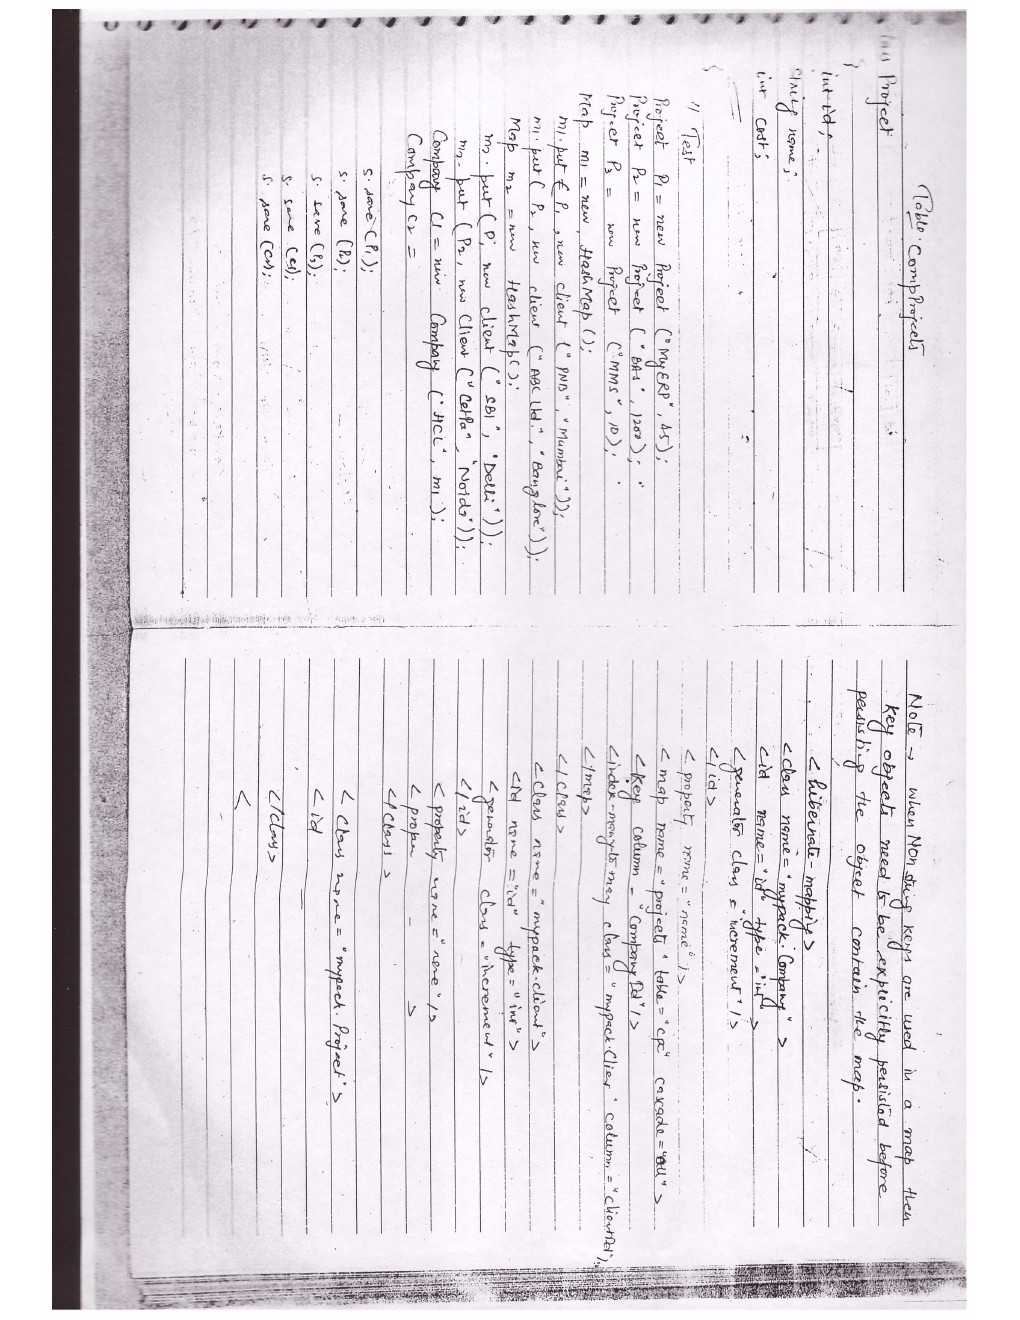 Table: CompProjects
class Project
{
int id;
String name;
int cost;
}
// Test
Project P1 = new Project ("MyERP", 45);
Project P2 = new Project ("BAS", 1200);
Project P3 = new Project ("MMS", 10);
Map m1 = new HashMap();
m1.put ( P1, new client ("PNB", "Mumbai"));
m1.put ( P2, new client ("ABC Ltd.", "Banglore"));
Map m2 = new HashMap();
m2.put (P, new client ("SBI", "Delhi"));
m2.put (P2, new client ("Cetpa", "Noida"));
Company C1 = new Company ("HCL", m1);
Company C2 =
s. save (P1);
s. save (P2);
s. save (P3);
s. save (C1);
s. save (C2);
Note → when Non string keys are used in a map then
key objects need to be explicitly persisted before
persisting the object contain the map.
<hibernate-mapping>
<class name="mypack.Company">
<id name="id" type="int">
<generator class="increment"/>
</id>
<property name="name"/>
<map name="projects" table="cpc" cascade="all">
<key column="CompanyId"/>
<index-many-to-many class="mypack.Clier" column="clientId"/>
</map>
</class>
<class name="mypack.client">
<id name="id" type="int">
<generator class="increment"/>
</id>
<property name="name"/>
<proper - - >
</class>
<class name="mypack.Project">
<id —
</class>
<